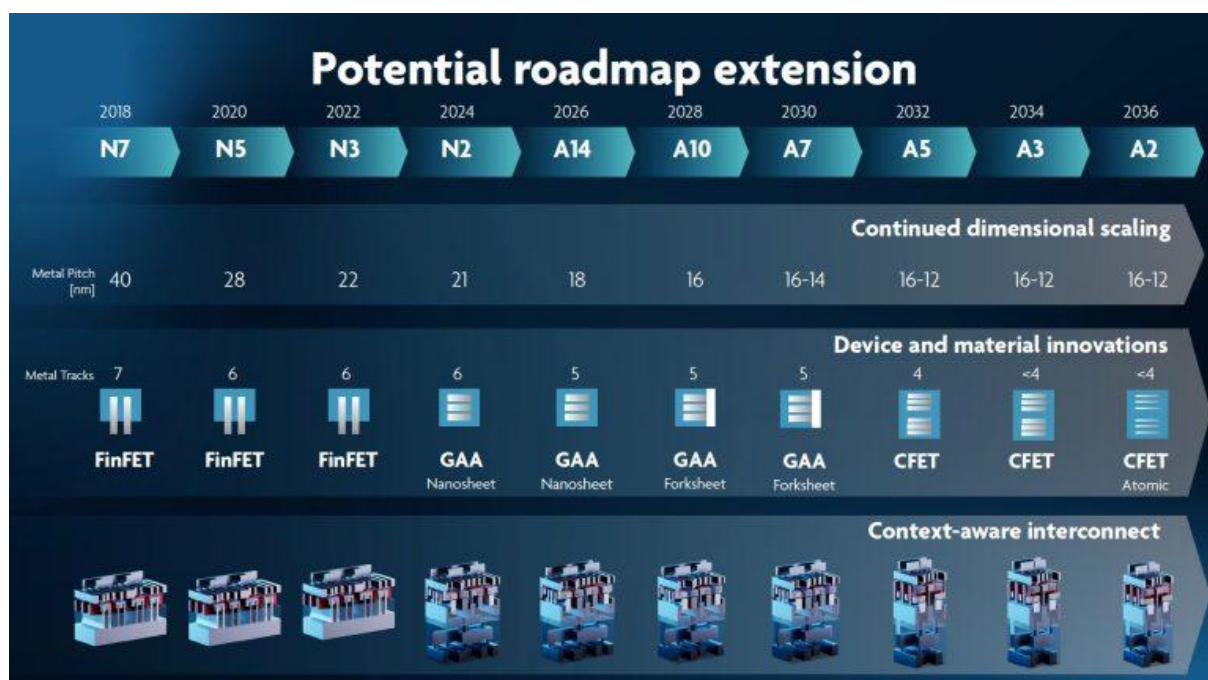 Potential roadmap extension
2018 2020 2022 2024 2026 2028 2030 2032 2034 2036
N7 N5 N3 N2 A14 A10 A7 A5 A3 A2
Continued dimensional scaling
Metal Pitch
[nm]
40 28 22 21 18 16 16-14 16-12 16-12 16-12
Device and material innovations
Metal Tracks 7 6 6 6 5 5 5 4 <4 <4
FinFET FinFET FinFET GAA GAA GAA GAA CFET CFET CFET
Nanosheet Nanosheet Forksheet Forksheet Atomic
Context-aware interconnect